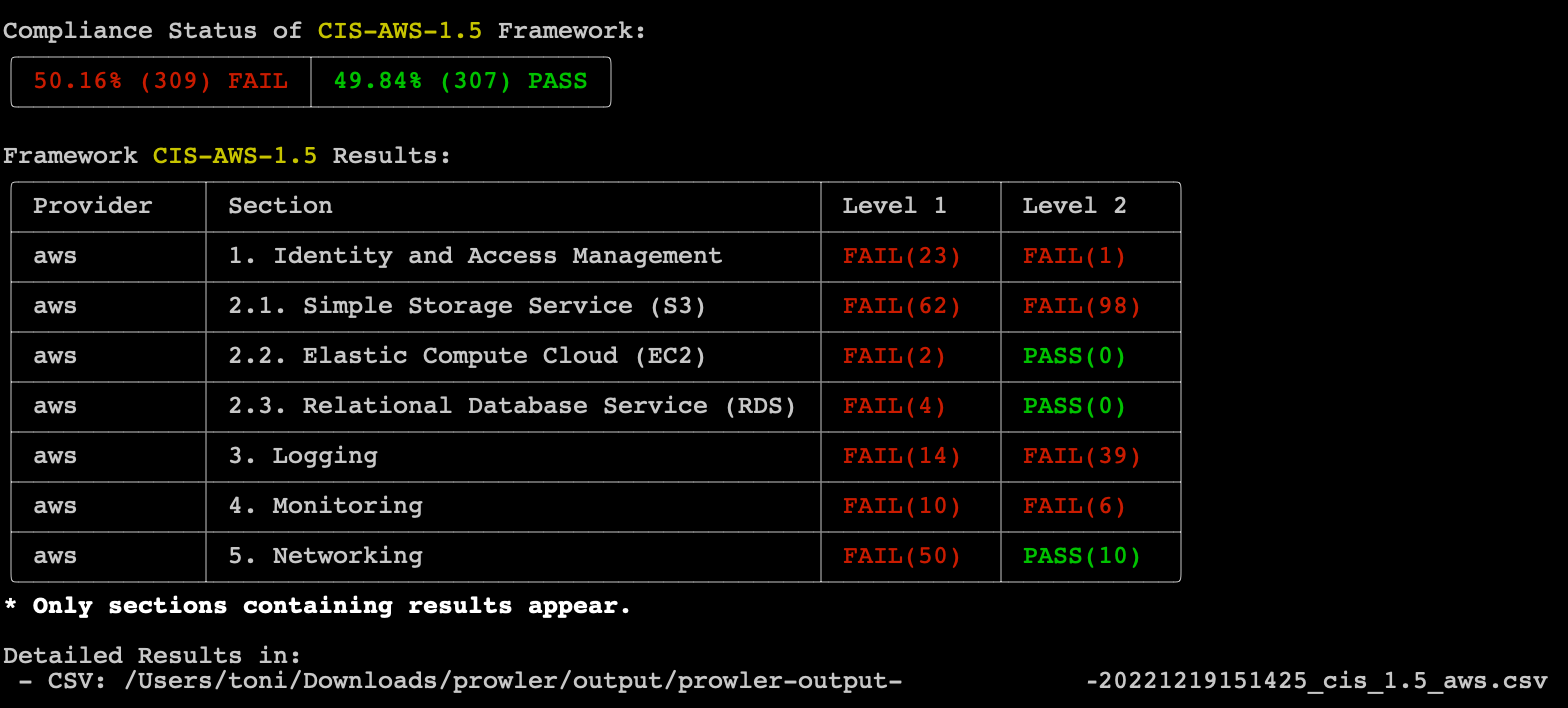 Compliance Status of CIS-AWS-1.5 Framework:
50.16% (309) FAIL 49.84% (307) PASS
Framework CIS-AWS-1.5 Results:
Provider Section Level 1 Level 2
aws 1. Identity and Access Management FAIL(23) FAIL(1)
aws 2.1. Simple Storage Service (S3) FAIL(62) FAIL(98)
aws 2.2. Elastic Compute Cloud (EC2) FAIL(2) PASS(0)
aws 2.3. Relational Database Service (RDS) FAIL(4) PASS(0)
aws 3. Logging FAIL(14) FAIL(39)
aws 4. Monitoring FAIL(10) FAIL(6)
aws 5. Networking FAIL(50) PASS(10)
* Only sections containing results appear.
Detailed Results in:
- CSV: /Users/toni/Downloads/prowler/output/prowler-output- -20221219151425_cis_1.5_aws.csv